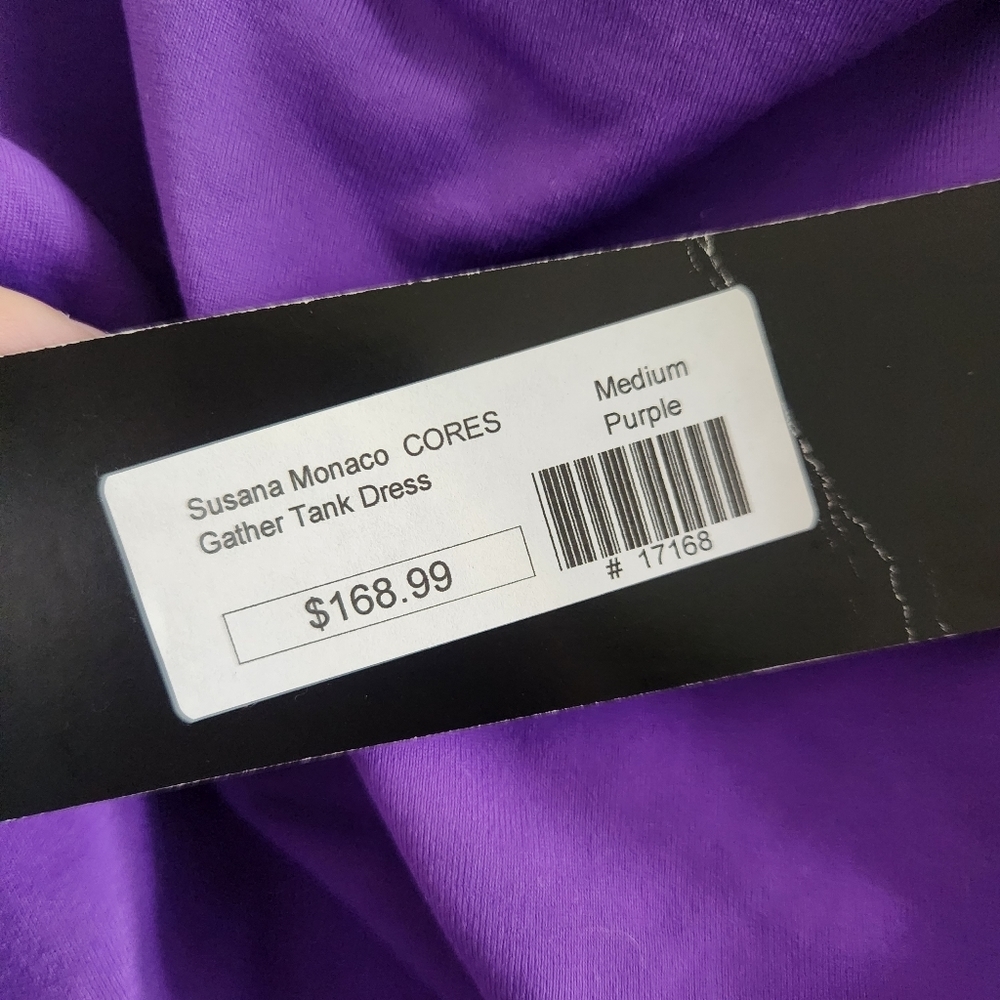 Susana Monaco CORES
Gather Tank Dress
$168.99
Medium
Purple
# 17168